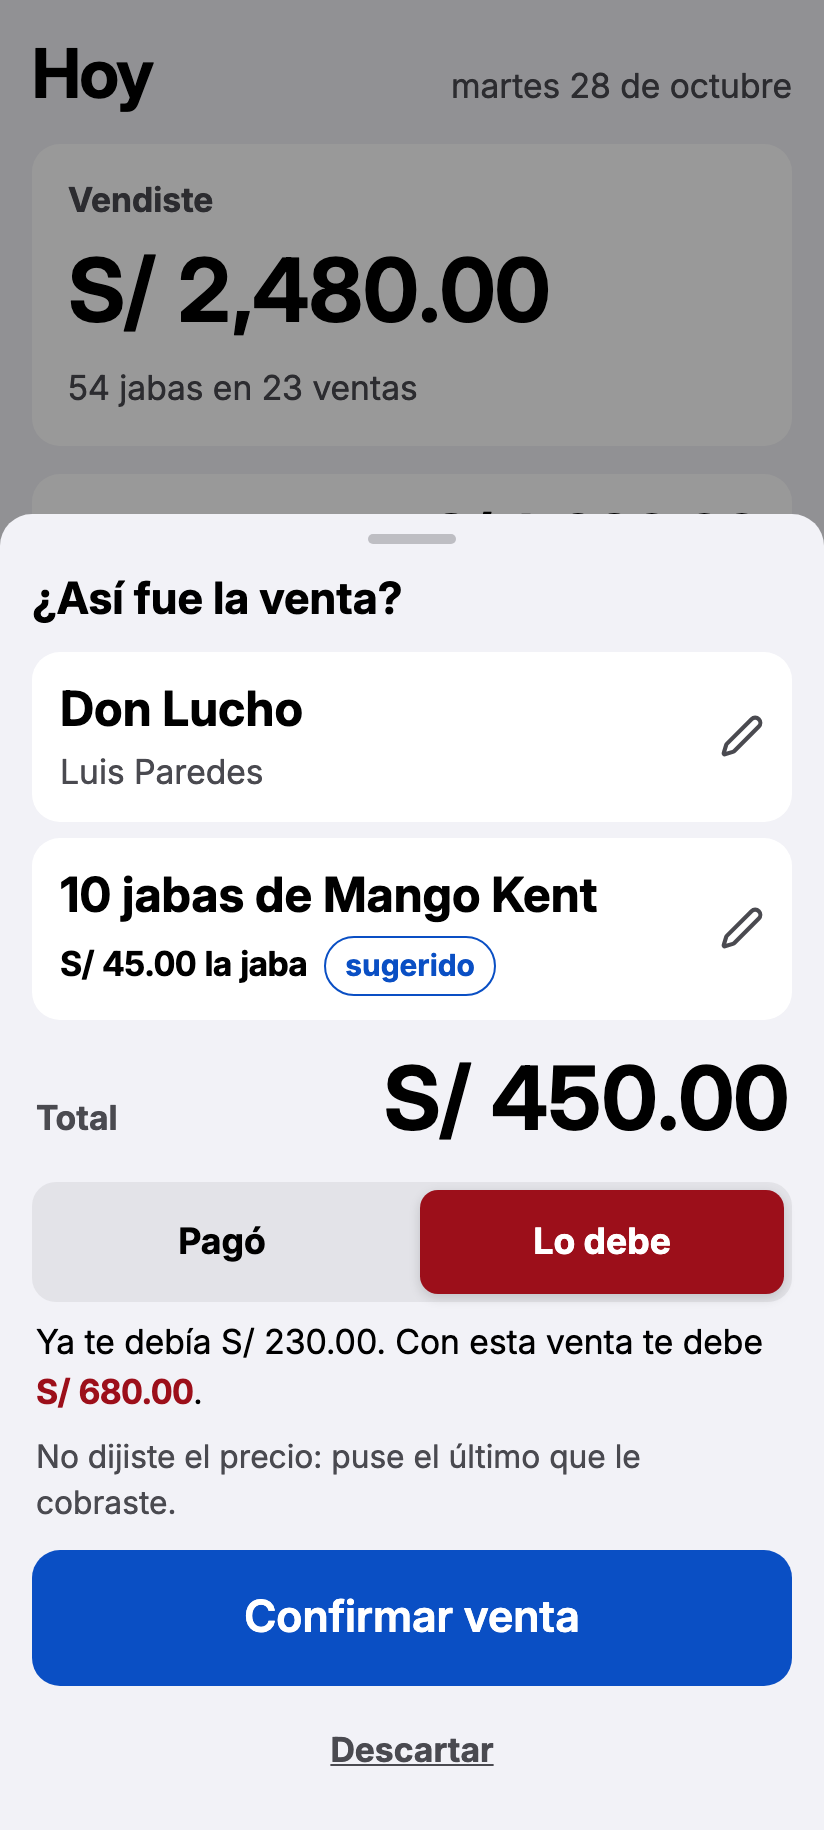 Hoy
martes 28 de octubre
Vendiste
S/ 2,480.00
54 jabas en 23 ventas
¿Así fue la venta?
Don Lucho
Luis Paredes
10 jabas de Mango Kent
S/ 45.00 la jaba sugerido
Total S/ 450.00
Pagó Lo debe
Ya te debía S/ 230.00. Con esta venta te debe
S/ 680.00.
No dijiste el precio: puse el último que le
cobraste.
Confirmar venta
Descartar